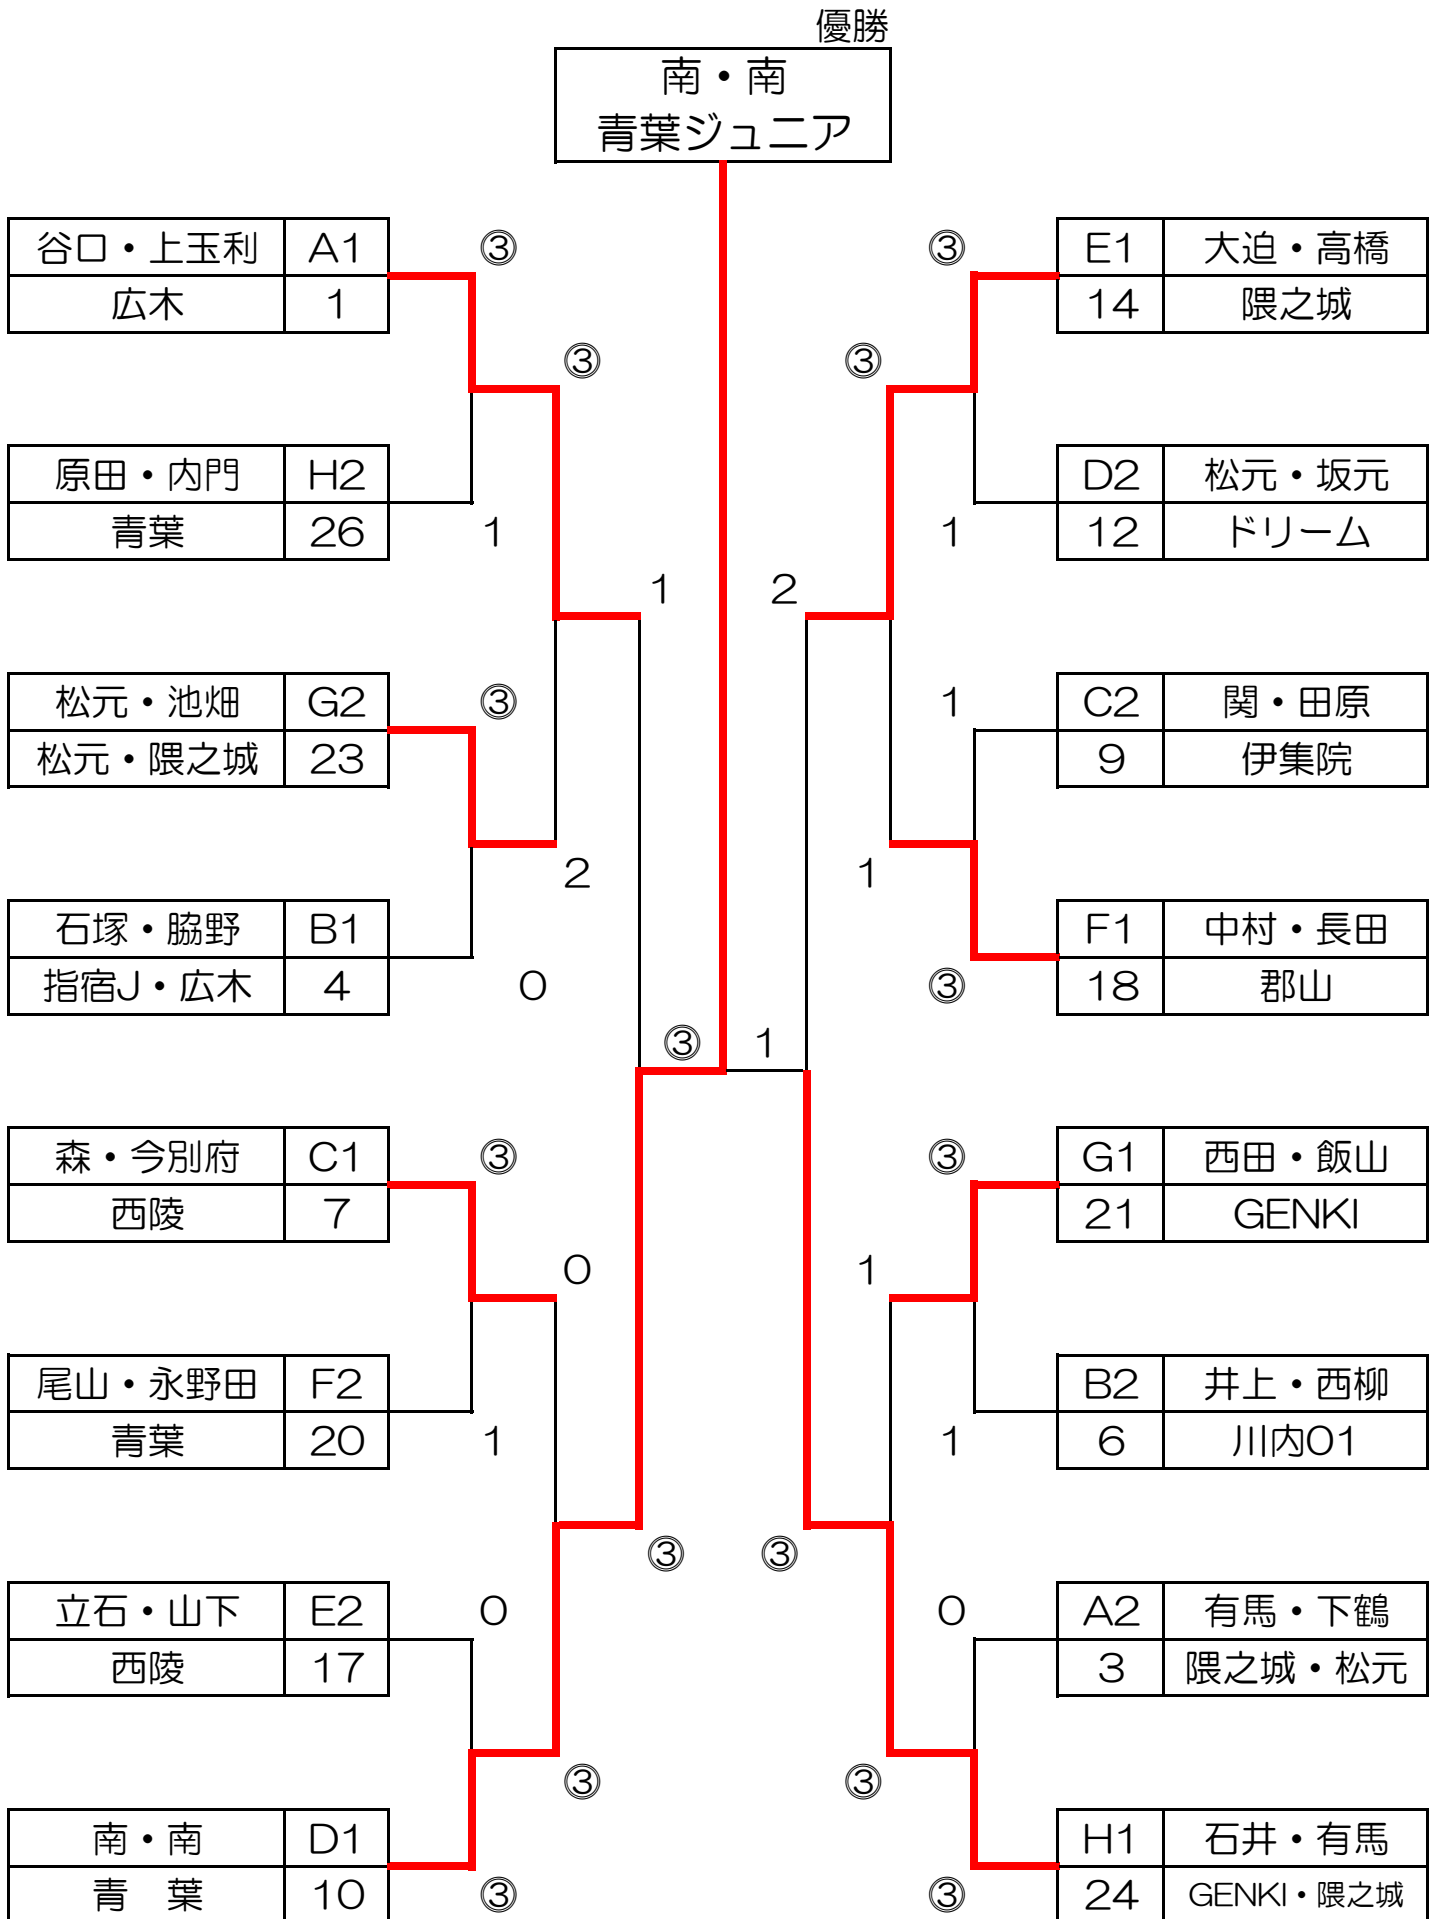 優勝
南・南
青葉ジュニア
谷口・上玉利 A1 ③ ③ E1 大迫・高橋
広木 1 14 隈之城
③ ③
原田・内門 H2 D2 松元・坂元
青葉 26 1 1 12 ドリーム
1 2
松元・池畑 G2 ③ 1 C2 関・田原
松元・隈之城 23 9 伊集院
2 1
石塚・脇野 B1 F1 中村・長田
指宿J・広木 4 0 ③ 18 郡山
③ 1
森・今別府 C1 ③ ③ G1 西田・飯山
西陵 7 21 GENKI
0 1
尾山・永野田 F2 B2 井上・西柳
青葉 20 1 1 6 川内01
③ ③
立石・山下 E2 0 0 A2 有馬・下鶴
西陵 17 3 隈之城・松元
③ ③
南・南 D1 H1 石井・有馬
青　葉 10 ③ ③ 24 GENKI・隈之城